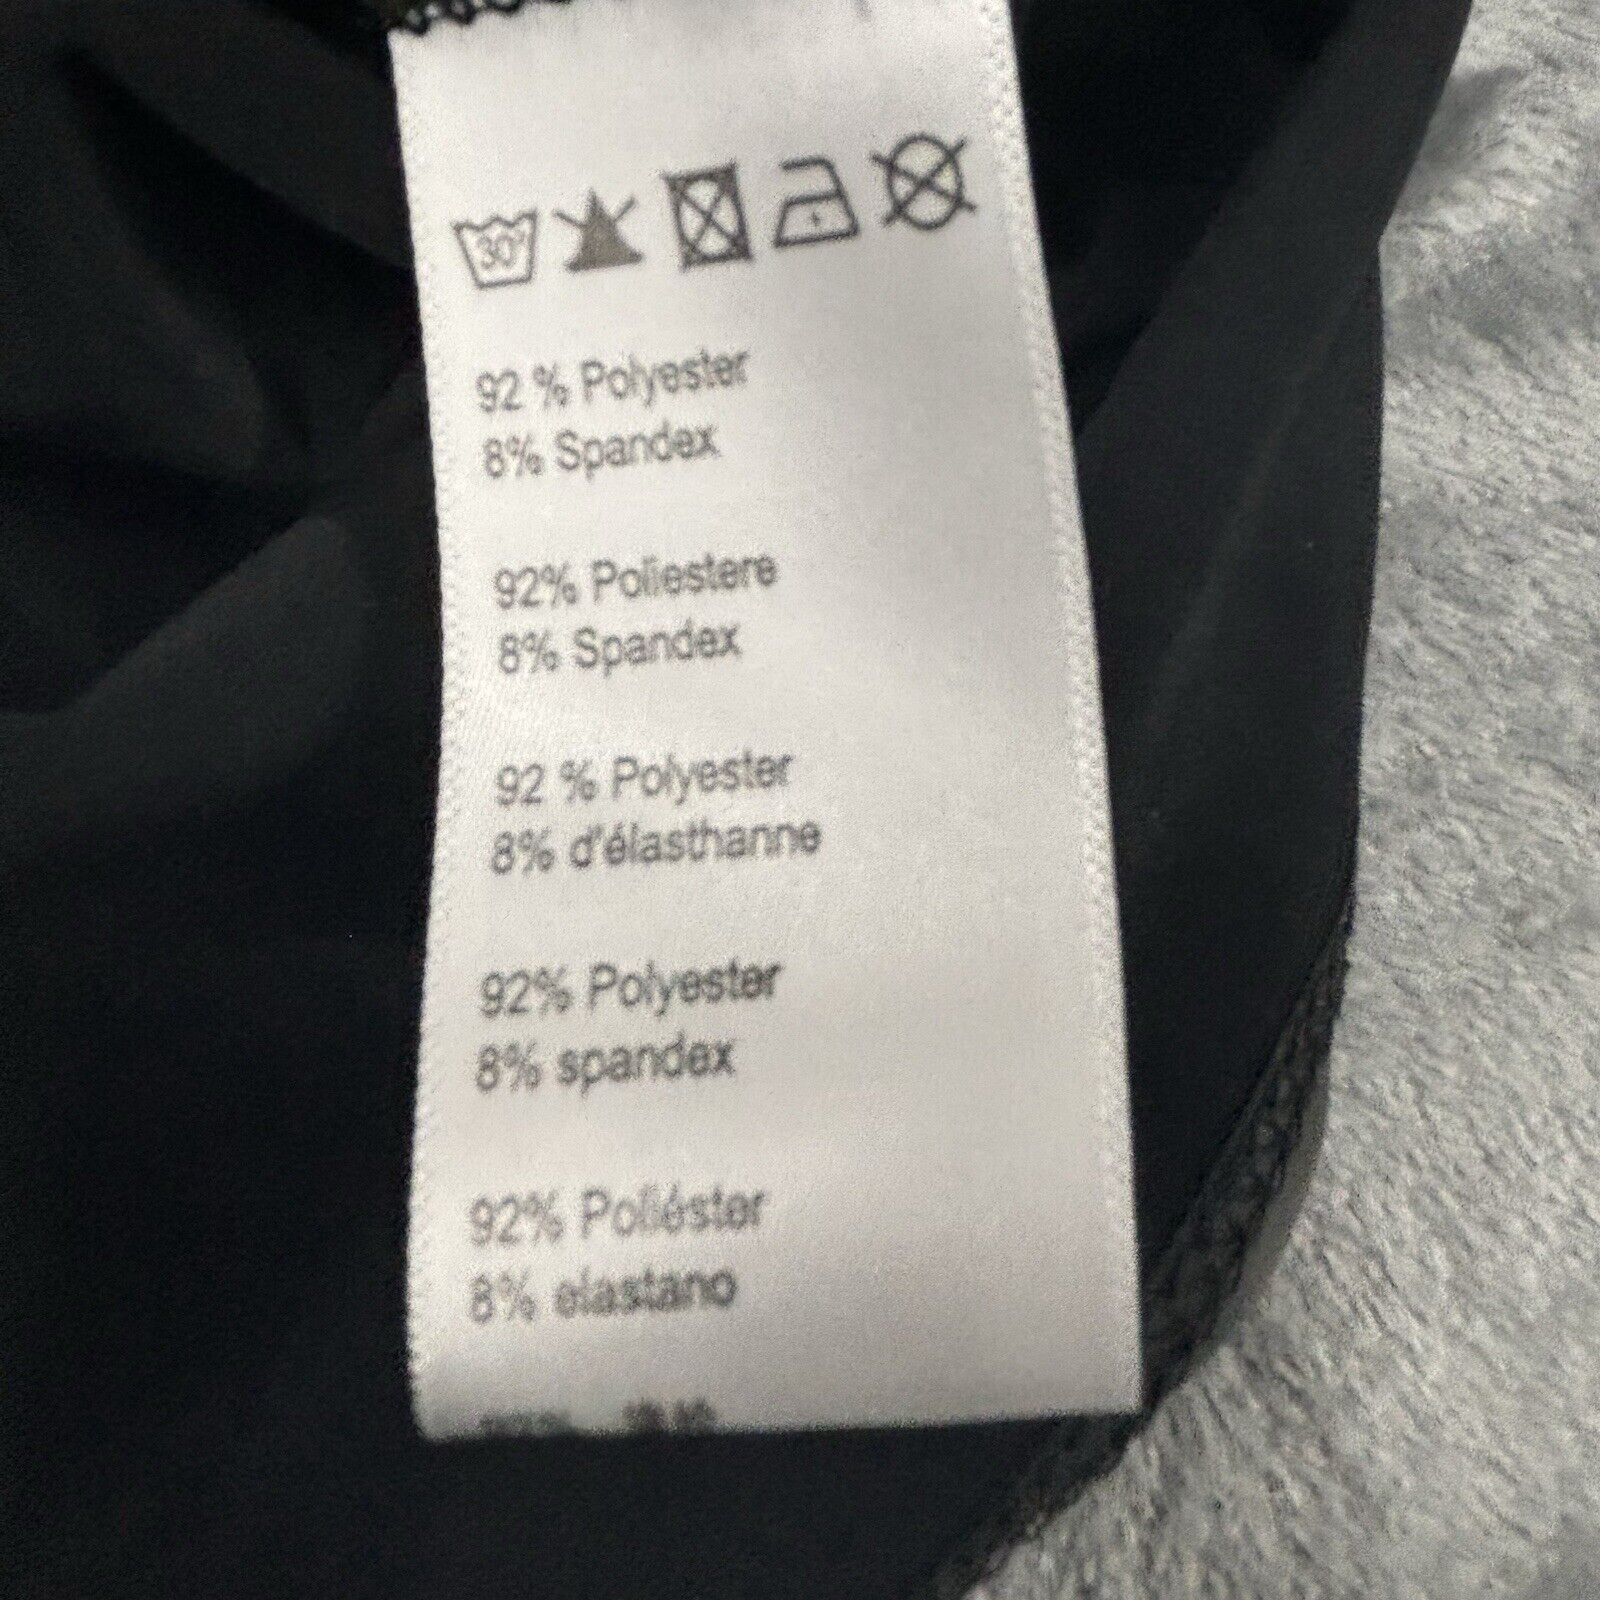 30°
92 % Polyester
8% Spandex
92% Poliestere
8% Spandex
92 % Polyester
8% d'élasthanne
92% Polyester
8% spandex
92% Poliéster
8% elastano